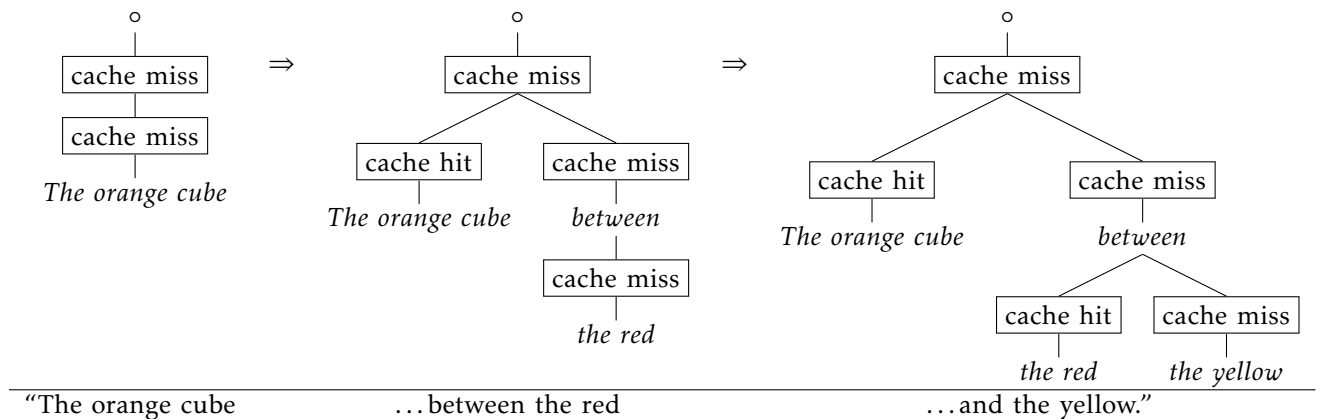 ⇒ ⇒
cache miss cache miss cache miss
cache miss cache hit cache miss cache hit cache miss
The orange cube The orange cube between The orange cube between
cache miss cache hit cache miss
the red the red the yellow
“The orange cube …between the red …and the yellow.”